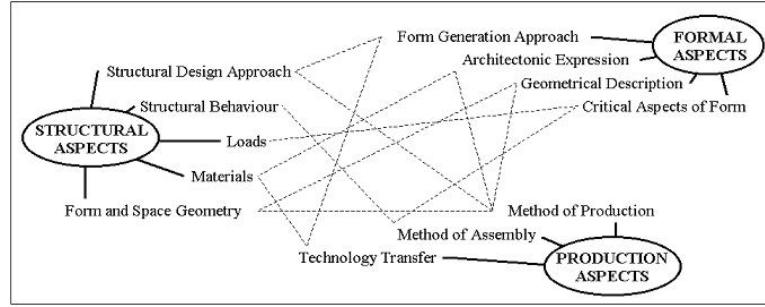 Form Generation Approach
FORMAL
ASPECTS
Architectonic Expression
Structural Design Approach
Geometrical Description
Structural Behaviour
Critical Aspects of Form
STRUCTURAL
ASPECTS
Loads
Materials
Form and Space Geometry
Method of Production
Method of Assembly
Technology Transfer
PRODUCTION
ASPECTS